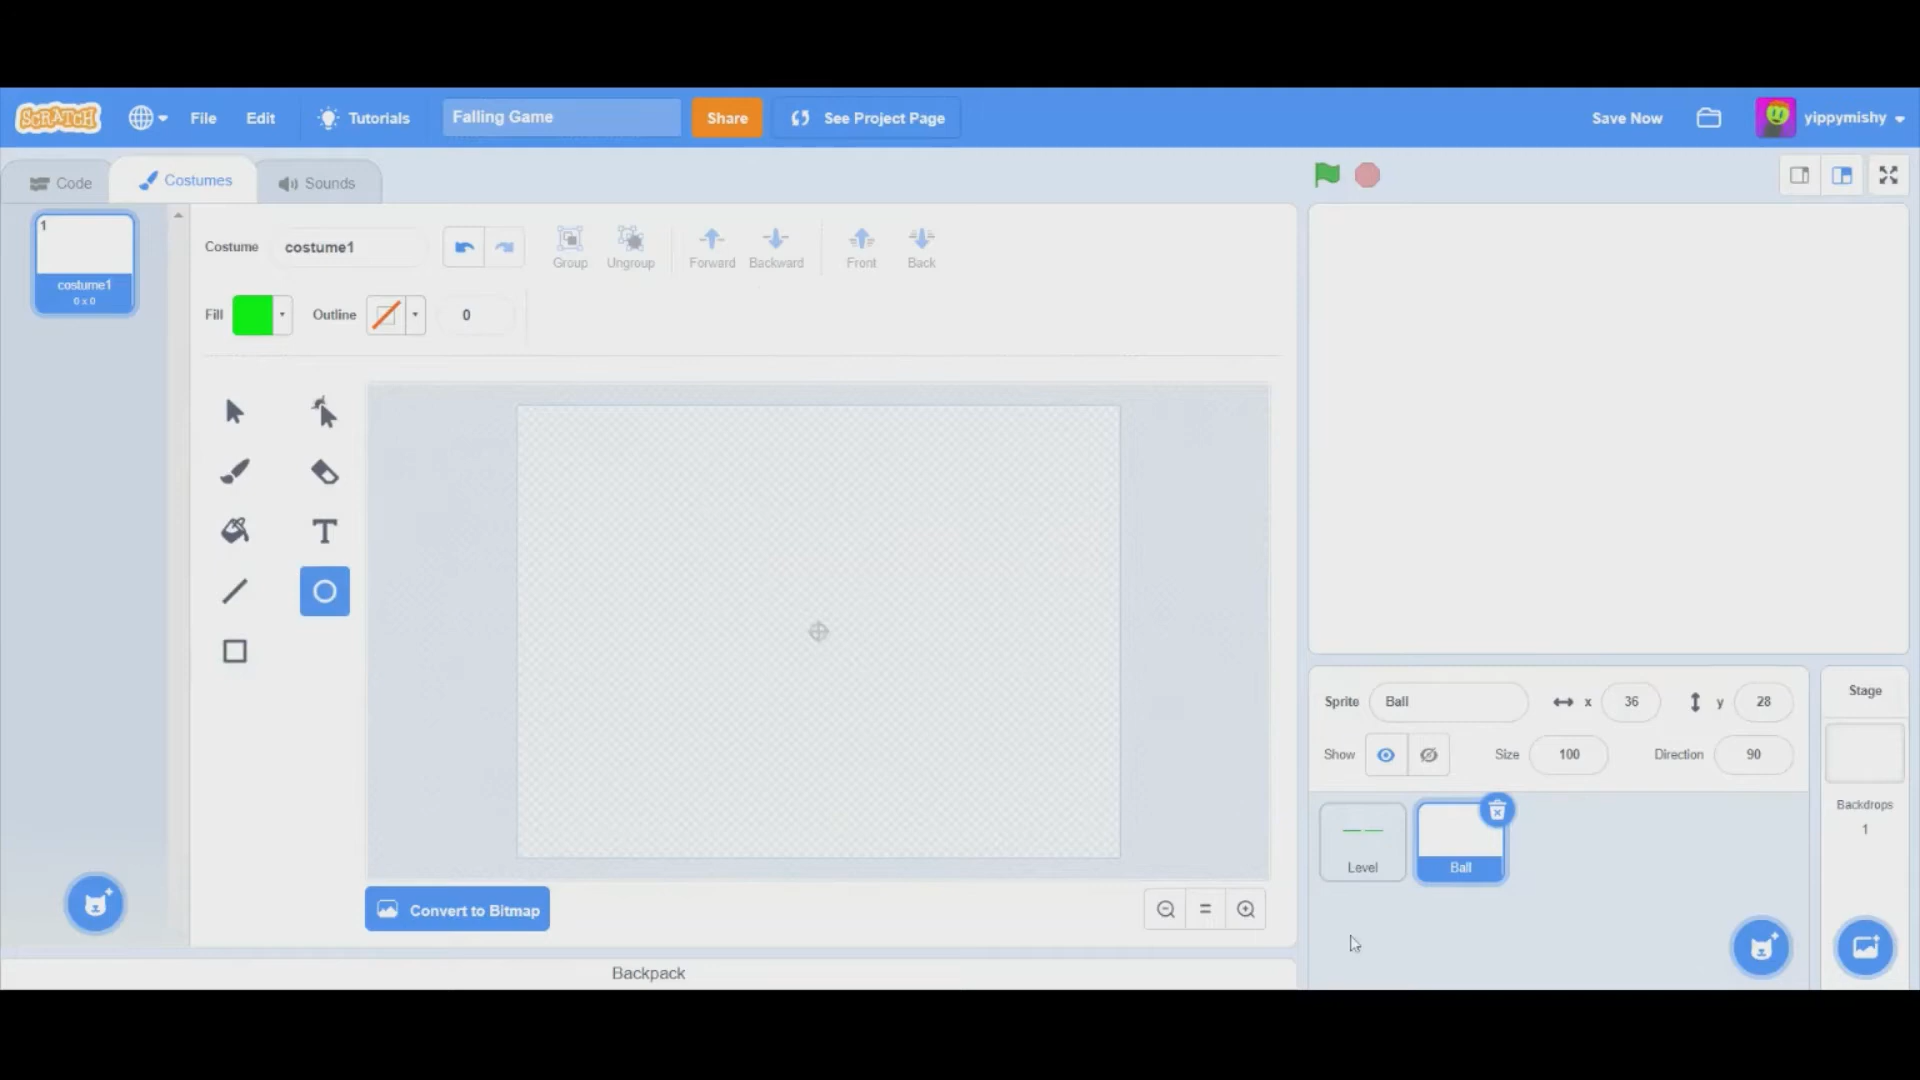 SCRATCH File Edit Tutorials Falling Game Share See Project Page Save Now yippymishy
Code Costumes Sounds
1
costume1
0 x 0
Costume costume1 Group Ungroup Forward Backward Front Back
Fill Outline 0
T
Convert to Bitmap
Backpack
Sprite Ball x 36 y 28
Show Size 100 Direction 90
Level Ball
Stage
Backdrops
1